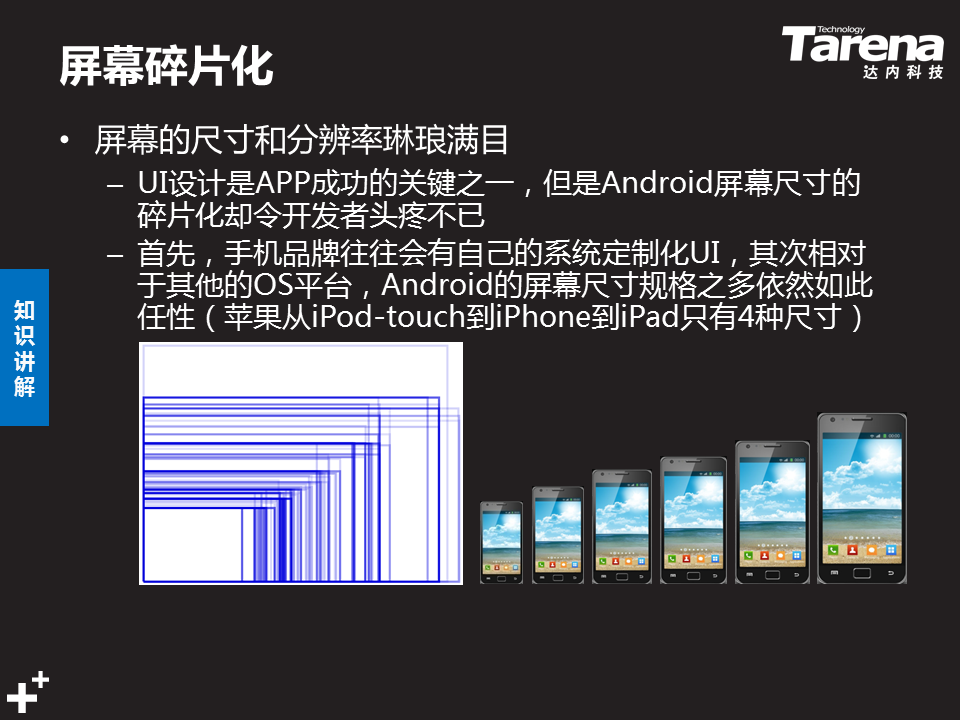 屏幕碎片化
Technology
Tarena
达内科技
• 屏幕的尺寸和分辨率琳琅满目
– UI设计是APP成功的关键之一，但是Android屏幕尺寸的
碎片化却令开发者头疼不已
– 首先，手机品牌往往会有自己的系统定制化UI，其次相对
于其他的OS平台，Android的屏幕尺寸规格之多依然如此
任性（苹果从iPod-touch到iPhone到iPad只有4种尺寸）
知
识
讲
解